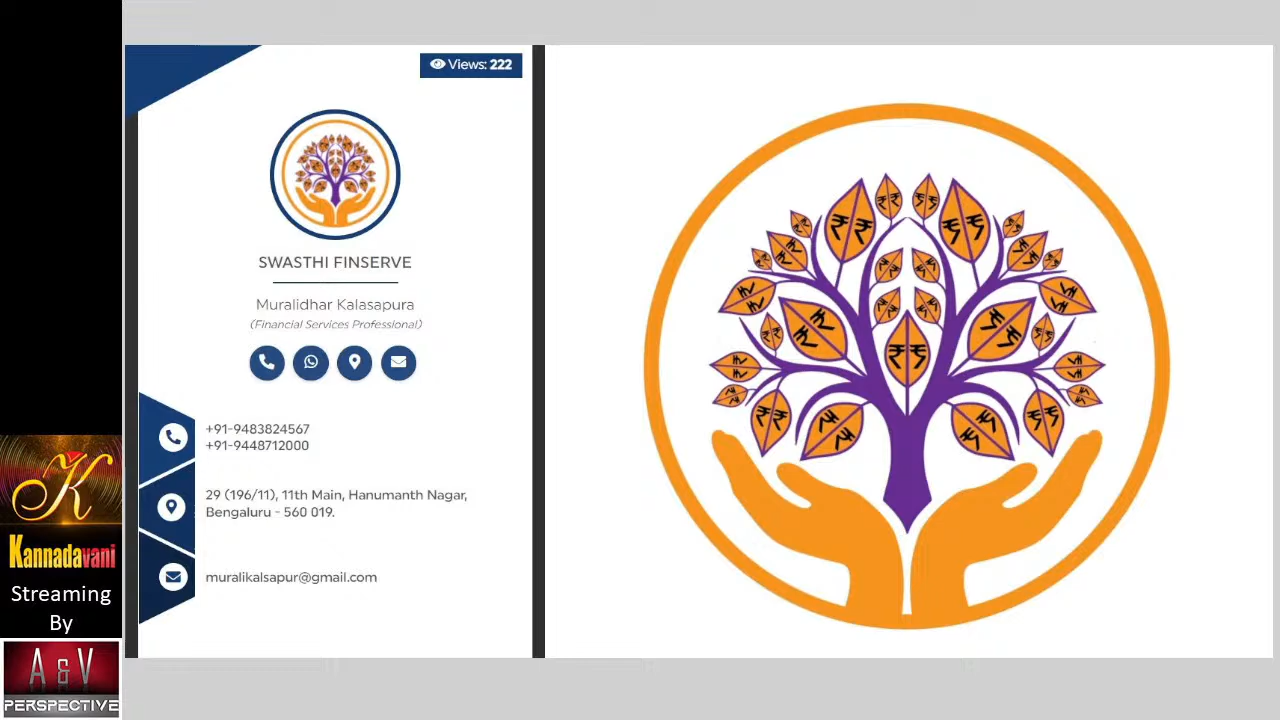 Views: 222
SWASTHI FINSERVE
Muralidhar Kalasapura
(Financial Services Professional)
+91-9483824567
+91-9448712000
29 (196/11), 11th Main, Hanumanth Nagar,
Bengaluru - 560 019.
muralikalsapur@gmail.com
K
Kannadavani
Streaming
By
A & V
PERSPECTIVE